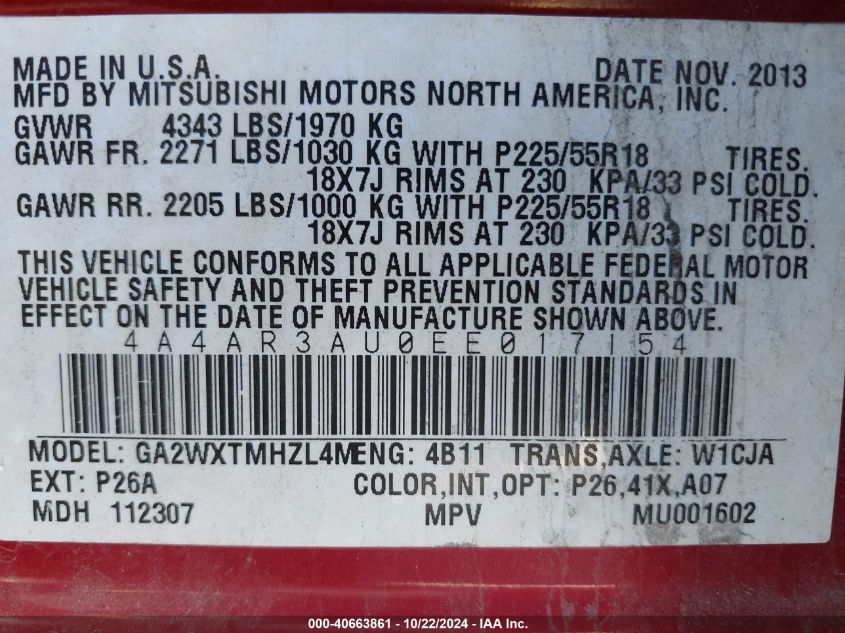 MADE IN U.S.A. DATE NOV. 2013
MFD BY MITSUBISHI MOTORS NORTH AMERICA, INC.
GVWR 4343 LBS/1970 KG
GAWR FR. 2271 LBS/1030 KG WITH P225/55R18 TIRES.
18X7J RIMS AT 230 KPA/33 PSI COLD.
GAWR RR. 2205 LBS/1000 KG WITH P225/55R18 TIRES.
18X7J RIMS AT 230 KPA/33 PSI COLD.
THIS VEHICLE CONFORMS TO ALL APPLICABLE FEDERAL MOTOR
VEHICLE SAFETY AND THEFT PREVENTION STANDARDS IN
EFFECT ON THE DATE OF MANUFACTURE SHOWN ABOVE.
4A4AR3AU0EE017154
MODEL: GA2WXTMHZL4M ENG: 4B11 TRANS,AXLE: W1CJA
EXT: P26A COLOR,INT,OPT: P26,41X,A07
MDH 112307 MPV MU001602
000-40663861 - 10/22/2024 - IAA Inc.